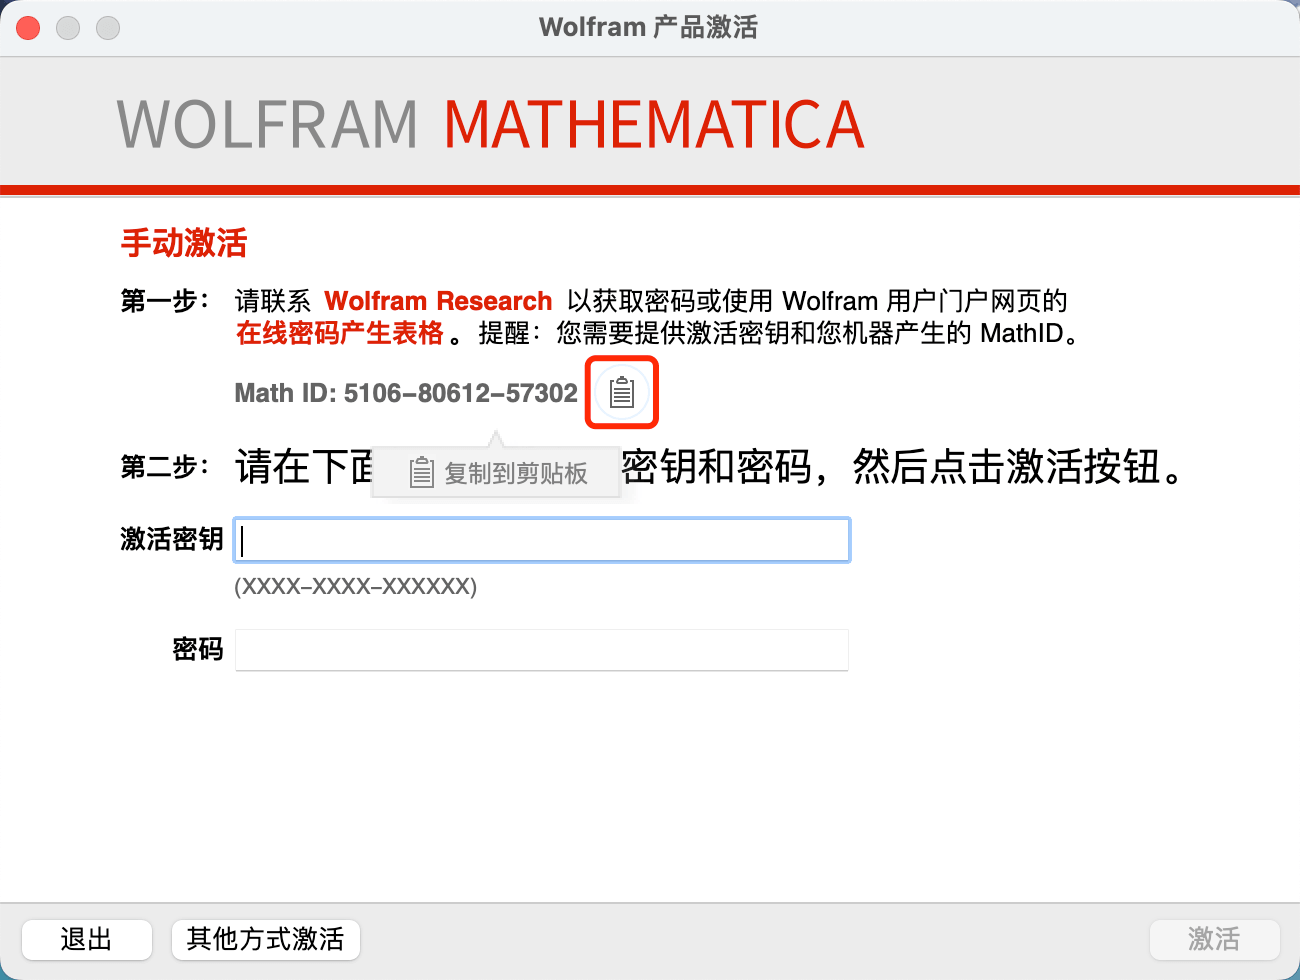 Wolfram 产品激活
WOLFRAM MATHEMATICA
手动激活
第一步： 请联系 Wolfram Research 以获取密码或使用 Wolfram 用户门户网页的
在线密码产生表格 。提醒：您需要提供激活密钥和您机器产生的 MathID。
Math ID: 5106–80612–57302
第二步： 请在下 密钥和密码，然后点击激活按钮。
复制到剪贴板
激活密钥
(XXXX–XXXX–XXXXXX)
密码
退出 其他方式激活 激活